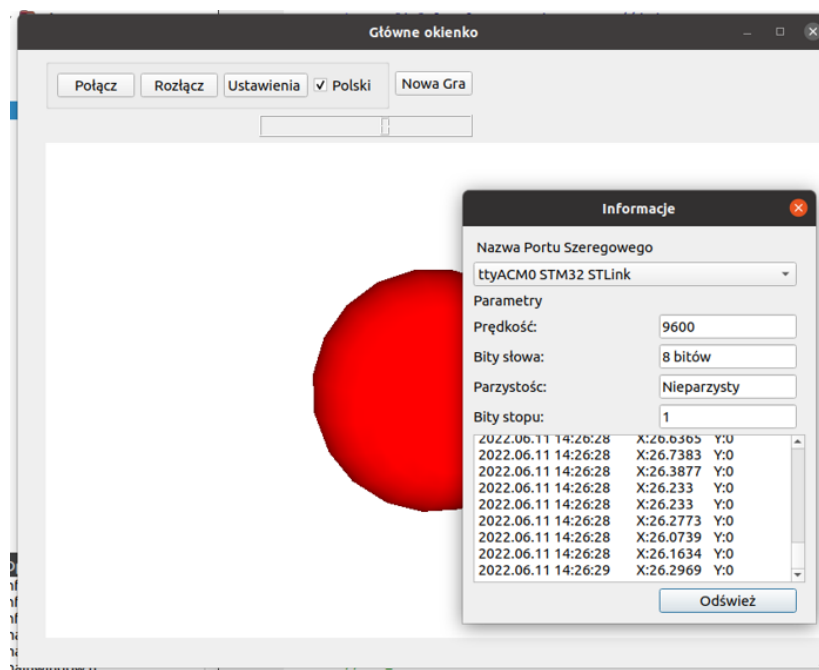 Główne okienko
Połącz Rozłącz Ustawienia Polski Nowa Gra
Informacje
Nazwa Portu Szeregowego
ttyACM0 STM32 STLink
Parametry
Prędkość: 9600
Bity słowa: 8 bitów
Parzystośc: Nieparzysty
Bity stopu: 1
2022.06.11 14:26:28 X:26.6365 Y:0
2022.06.11 14:26:28 X:26.7383 Y:0
2022.06.11 14:26:28 X:26.3877 Y:0
2022.06.11 14:26:28 X:26.233 Y:0
2022.06.11 14:26:28 X:26.233 Y:0
2022.06.11 14:26:28 X:26.2773 Y:0
2022.06.11 14:26:28 X:26.0739 Y:0
2022.06.11 14:26:28 X:26.1634 Y:0
2022.06.11 14:26:29 X:26.2969 Y:0
Odśwież